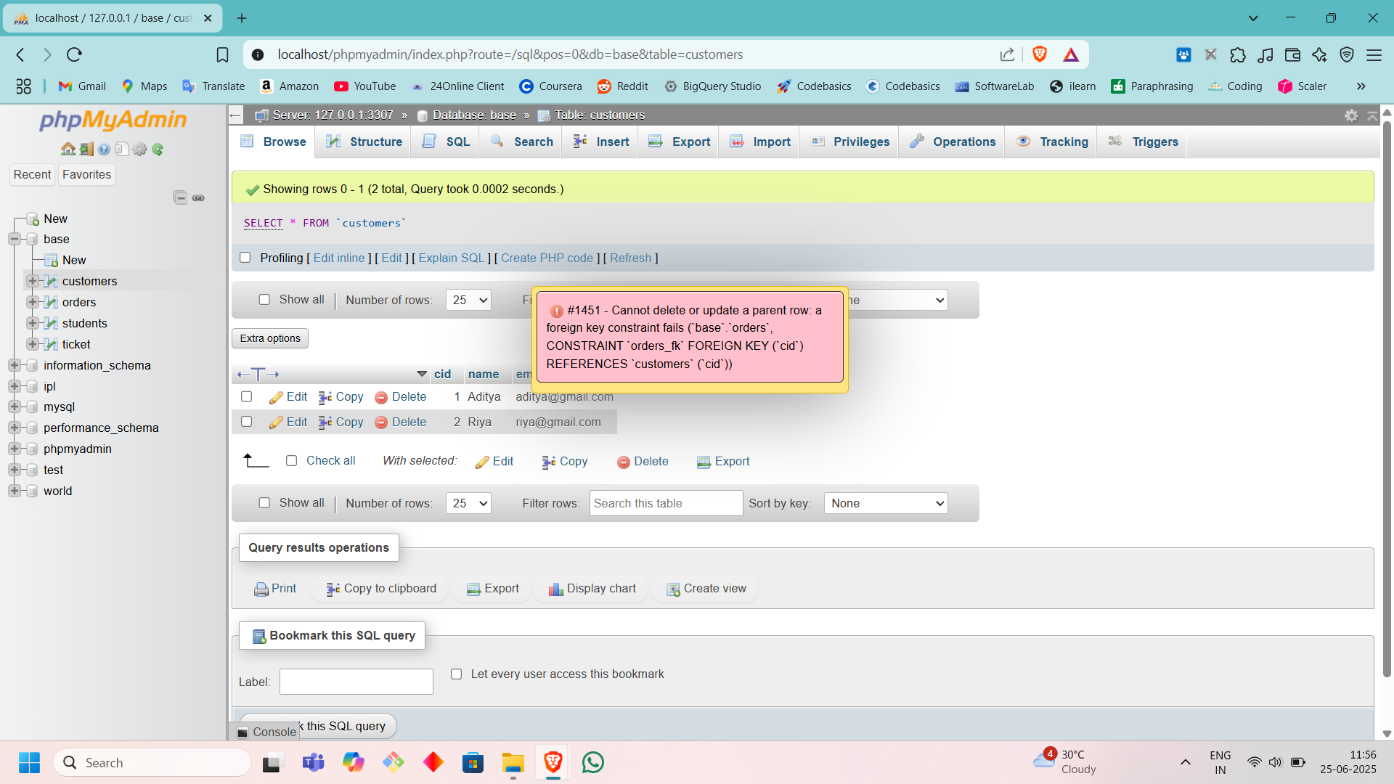 localhost / 127.0.0.1 / base / cust
localhost/phpmyadmin/index.php?route=/sql&pos=0&db=base&table=customers
Gmail Maps Translate Amazon YouTube 24Online Client Coursera Reddit BigQuery Studio Codebasics Codebasics SoftwareLab ilearn Paraphrasing Coding Scaler »
phpMyAdmin
Recent Favorites
New
base
New
customers
orders
students
ticket
information_schema
ipl
mysql
performance_schema
phpmyadmin
test
world
Server: 127.0.0.1:3307 » Database: base » Table: customers
Browse Structure SQL Search Insert Export Import Privileges Operations Tracking Triggers
Showing rows 0 - 1 (2 total, Query took 0.0002 seconds.)
SELECT * FROM `customers`
Profiling [ Edit inline ] [ Edit ] [ Explain SQL ] [ Create PHP code ] [ Refresh ]
Show all Number of rows: 25
#1451 - Cannot delete or update a parent row: a
foreign key constraint fails (`base`.`orders`,
CONSTRAINT `orders_fk` FOREIGN KEY (`cid`)
REFERENCES `customers` (`cid`))
Extra options
cid name em
Edit Copy Delete 1 Aditya aditya@gmail.com
Edit Copy Delete 2 Riya riya@gmail.com
Check all With selected: Edit Copy Delete Export
Show all Number of rows: 25 Filter rows: Search this table Sort by key: None
Query results operations
Print Copy to clipboard Export Display chart Create view
Bookmark this SQL query
Label: Let every user access this bookmark
k this SQL query
Console
Search
4 30°C
Cloudy
ENG
IN
11:56
25-06-2025